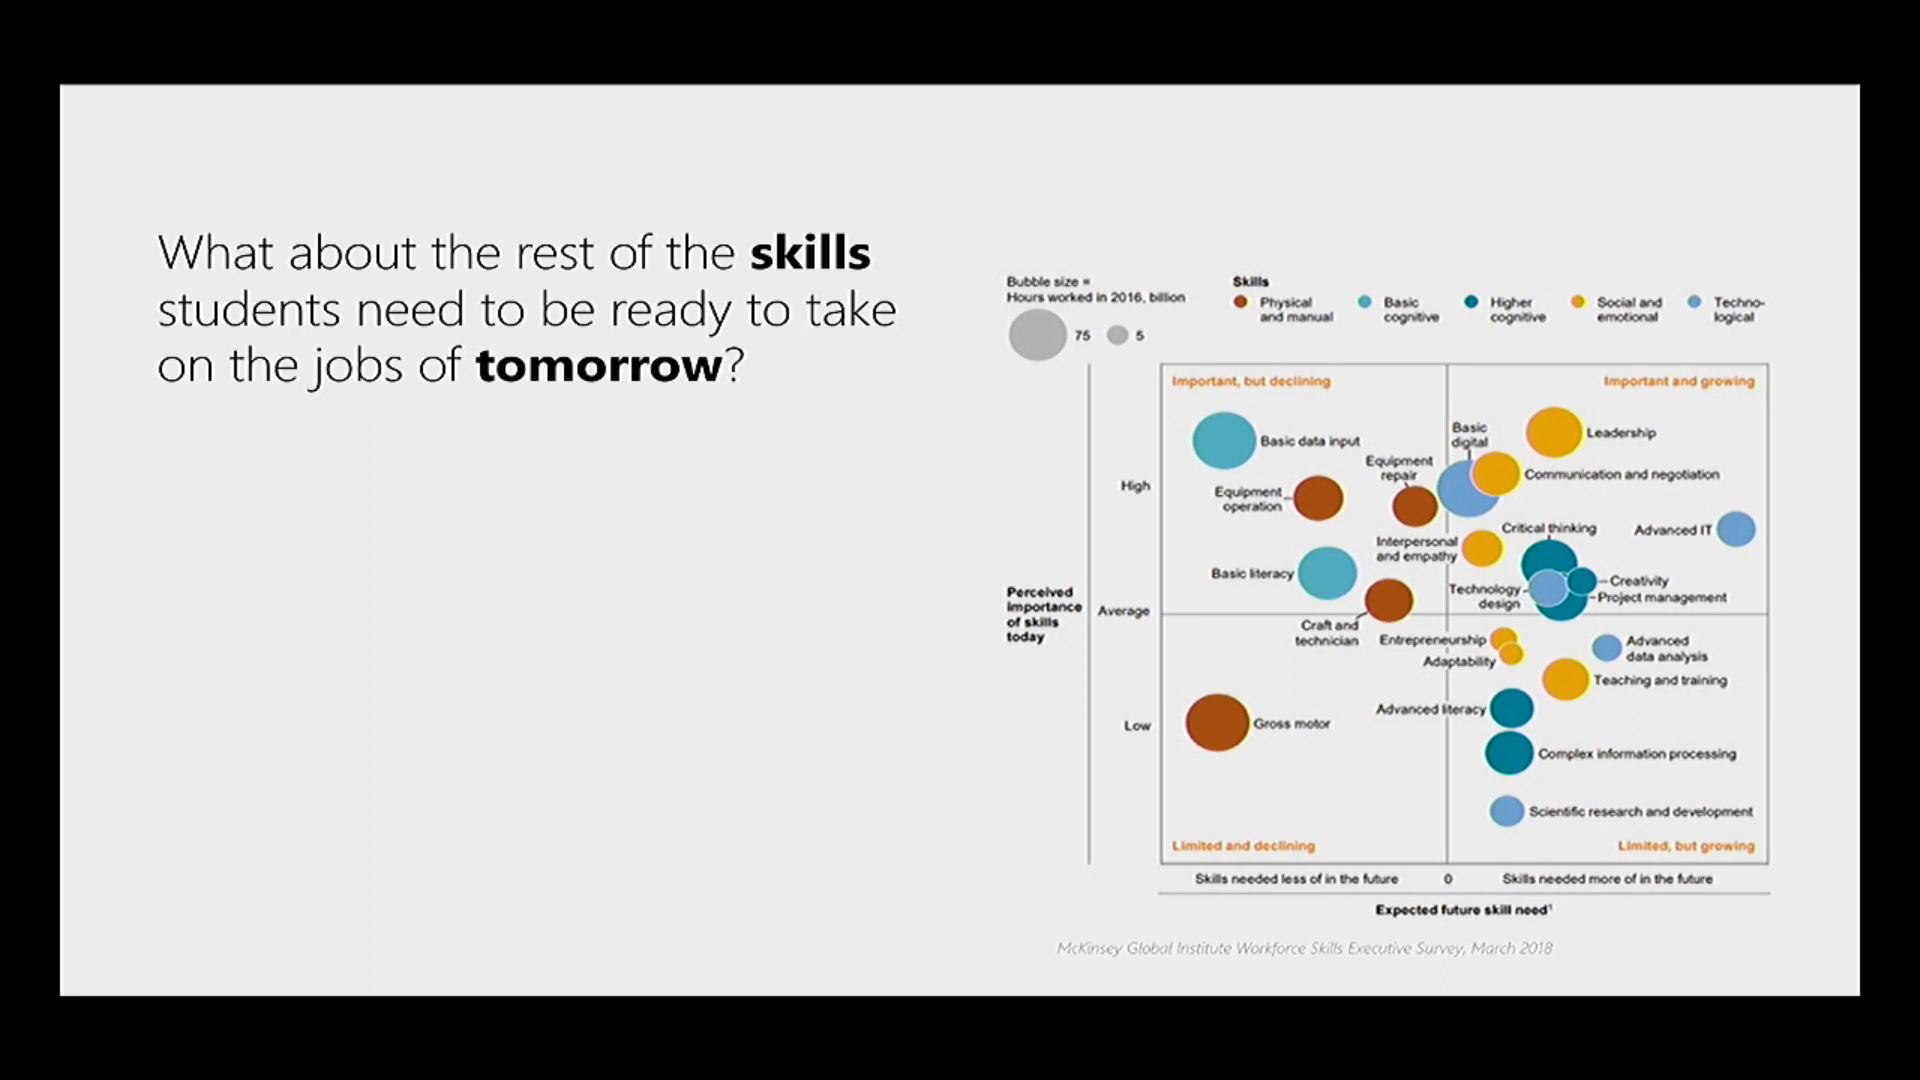 What about the rest of the skills
students need to be ready to take
on the jobs of tomorrow?
Bubble size =
Hours worked in 2016, billion
75
5
Skills
Physical
and manual
Basic
cognitive
Higher
cognitive
Social and
emotional
Techno-
logical
Important, but declining
Important and growing
Basic data input
Equipment
operation
Equipment
repair
Basic
digital
Leadership
Communication and negotiation
Interpersonal
and empathy
Critical thinking
Advanced IT
Basic literacy
Technology
design
Creativity
Project management
Craft and
technician
Entrepreneurship
Adaptability
Advanced
data analysis
Teaching and training
Advanced literacy
Gross motor
Complex information processing
Scientific research and development
Limited and declining
Limited, but growing
High
Average
Low
Perceived
importance
of skills
today
Skills needed less of in the future
0
Skills needed more of in the future
Expected future skill need¹
McKinsey Global Institute Workforce Skills Executive Survey, March 2018